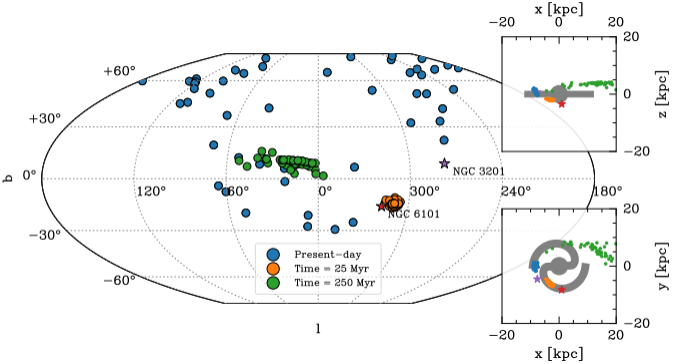 x [kpc]
−20 0 20
20
0
−20
z [kpc]
+60°
+30°
0°
−30°
−60°
b
120° 60° 0° 300° 240° 180°
NGC 3201
NGC 6101
Present-day
Time = 25 Myr
Time = 250 Myr
l
20
0
−20
y [kpc]
−20 0 20
x [kpc]